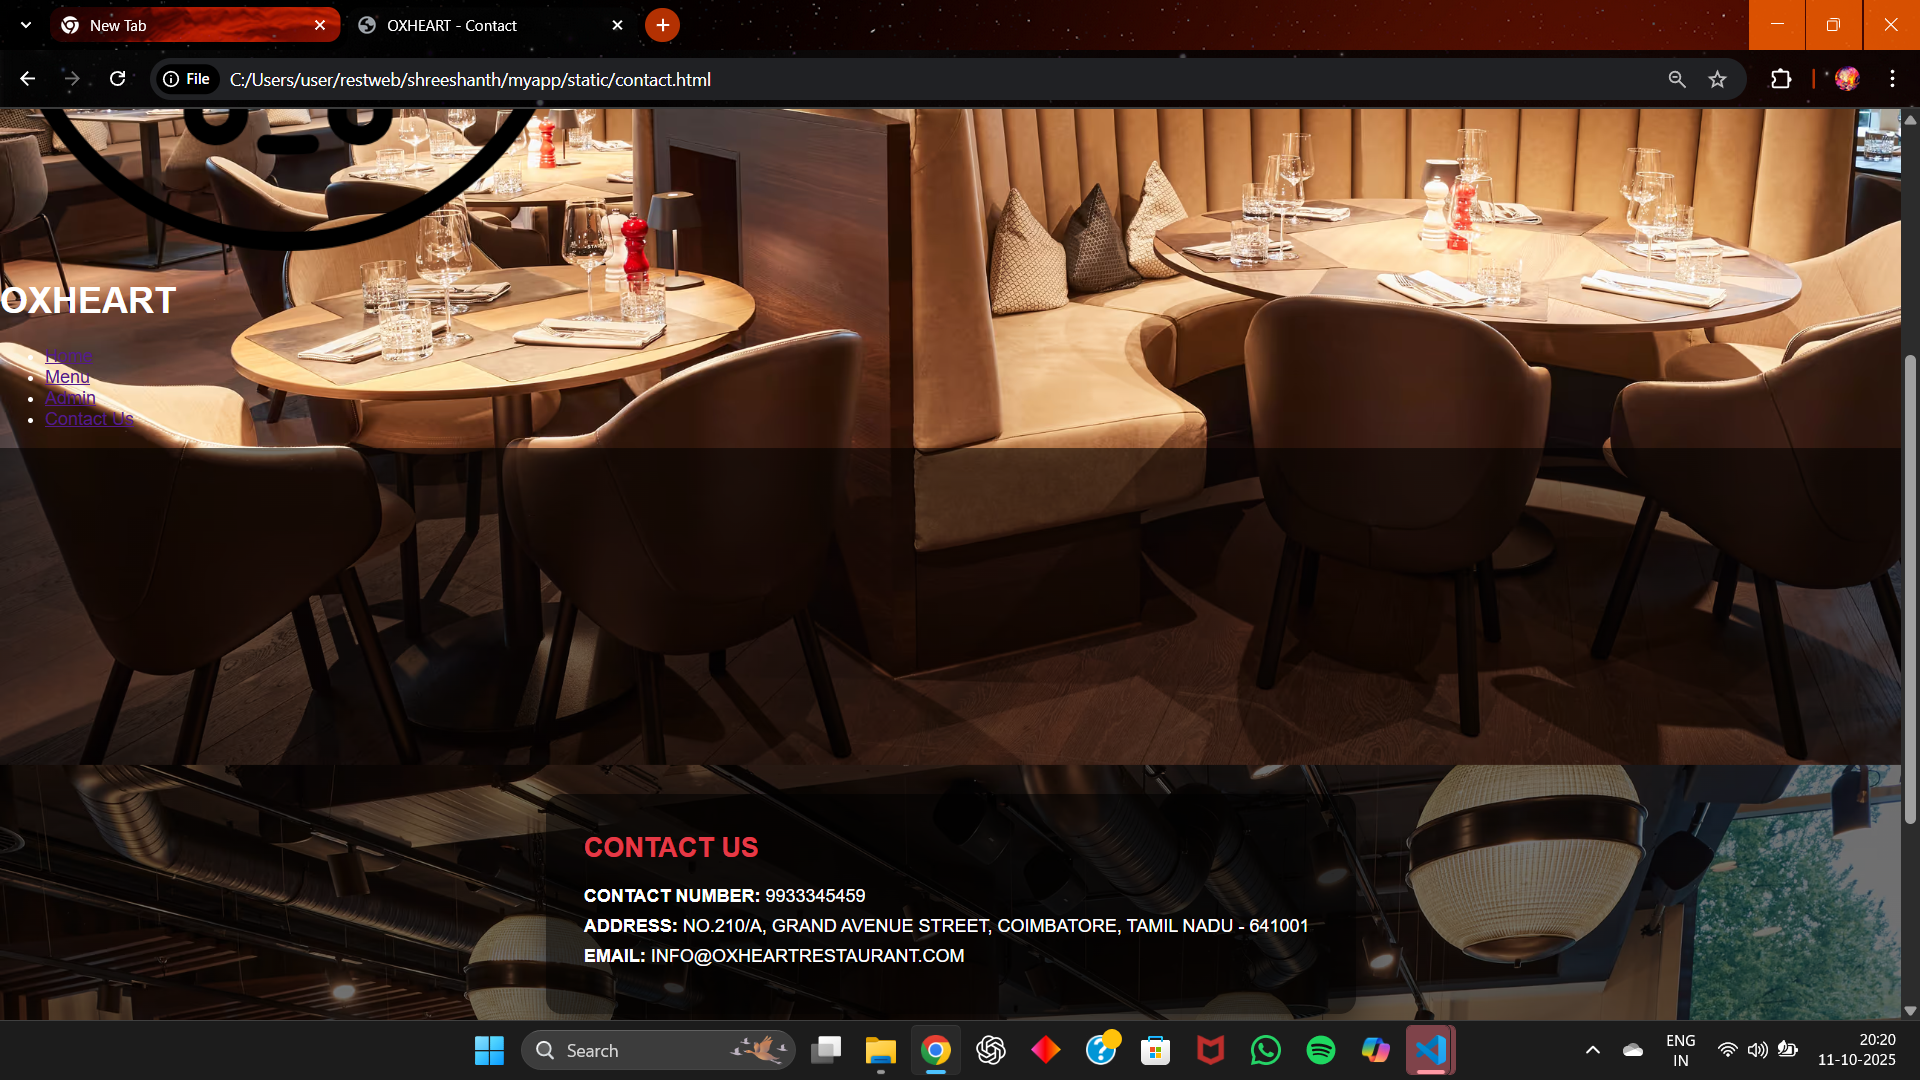 New Tab
OXHEART - Contact
File
C:/Users/user/restweb/shreeshanth/myapp/static/contact.html
OXHEART
Home
Menu
Admin
Contact Us
CONTACT US
CONTACT NUMBER: 9933345459
ADDRESS: NO.210/A, GRAND AVENUE STREET, COIMBATORE, TAMIL NADU - 641001
EMAIL: INFO@OXHEARTRESTAURANT.COM
Search
ENG
IN
20:20
11-10-2025